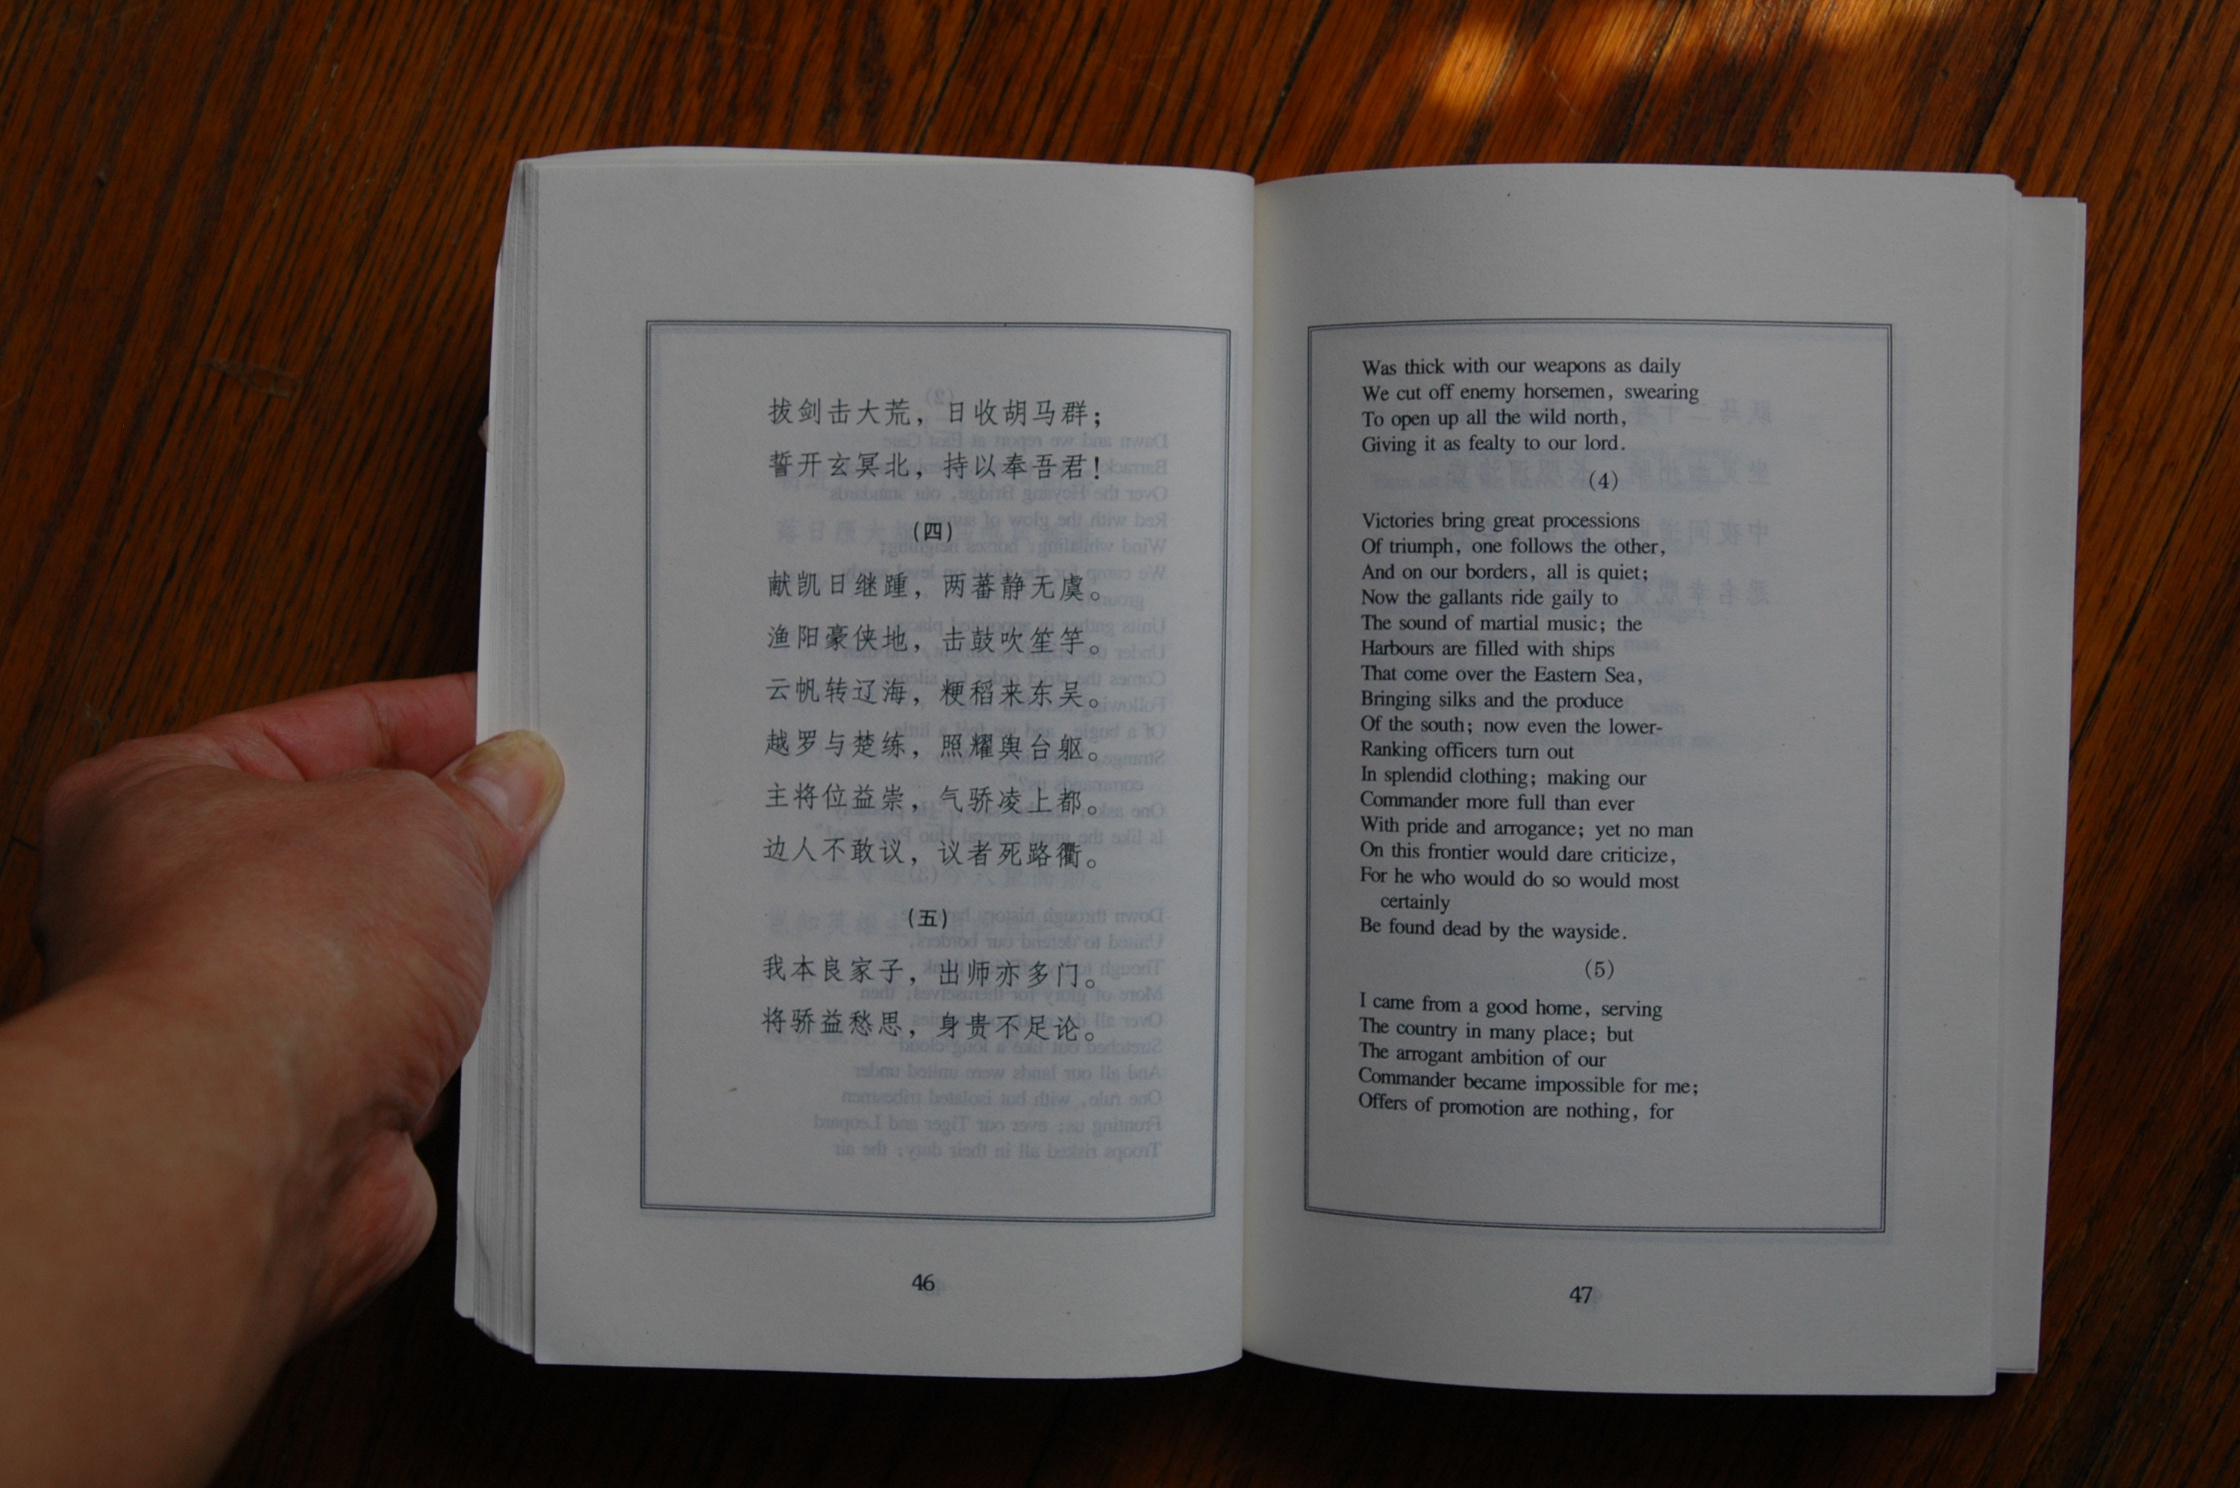 拔剑击大荒，日收胡马群；
誓开玄冥北，持以奉吾君！
（四）
献凯日继踵，两蕃静无虞。
渔阳豪侠地，击鼓吹笙竽。
云帆转辽海，粳稻来东吴。
越罗与楚练，照耀舆台躯。
主将位益崇，气骄凌上都。
边人不敢议，议者死路衢。
（五）
我本良家子，出师亦多门。
将骄益愁思，身贵不足论。
46
Was thick with our weapons as daily
We cut off enemy horsemen, swearing
To open up all the wild north,
Giving it as fealty to our lord.
(4)
Victories bring great processions
Of triumph, one follows the other,
And on our borders, all is quiet;
Now the gallants ride gaily to
The sound of martial music; the
Harbours are filled with ships
That come over the Eastern Sea,
Bringing silks and the produce
Of the south; now even the lower-
Ranking officers turn out
In splendid clothing; making our
Commander more full than ever
With pride and arrogance; yet no man
On this frontier would dare criticize,
For he who would do so would most
certainly
Be found dead by the wayside.
(5)
I came from a good home, serving
The country in many place; but
The arrogant ambition of our
Commander became impossible for me;
Offers of promotion are nothing, for
47